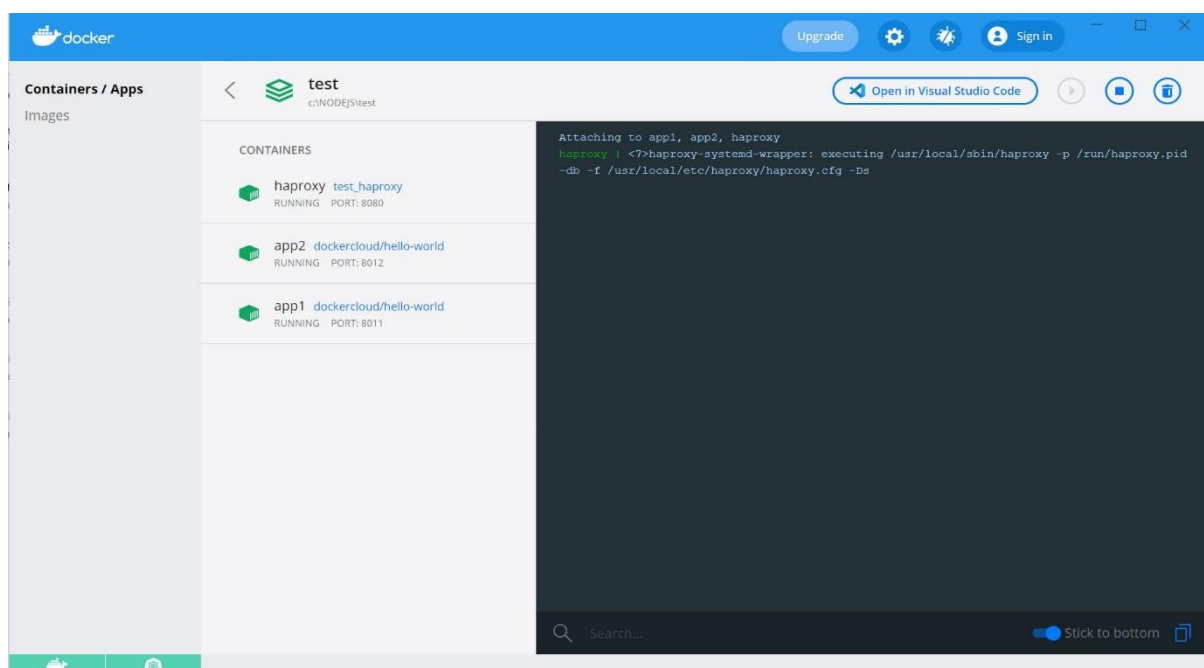 docker
Upgrade
Sign in
Containers / Apps
Images
test
c:\NODEJS\test
Open in Visual Studio Code
CONTAINERS
haproxy test_haproxy
RUNNING PORT: 8080
app2 dockercloud/hello-world
RUNNING PORT: 8012
app1 dockercloud/hello-world
RUNNING PORT: 8011
Attaching to app1, app2, haproxy
haproxy | <7>haproxy-systemd-wrapper: executing /usr/local/sbin/haproxy -p /run/haproxy.pid
-db -f /usr/local/etc/haproxy/haproxy.cfg -Ds
Search...
Stick to bottom